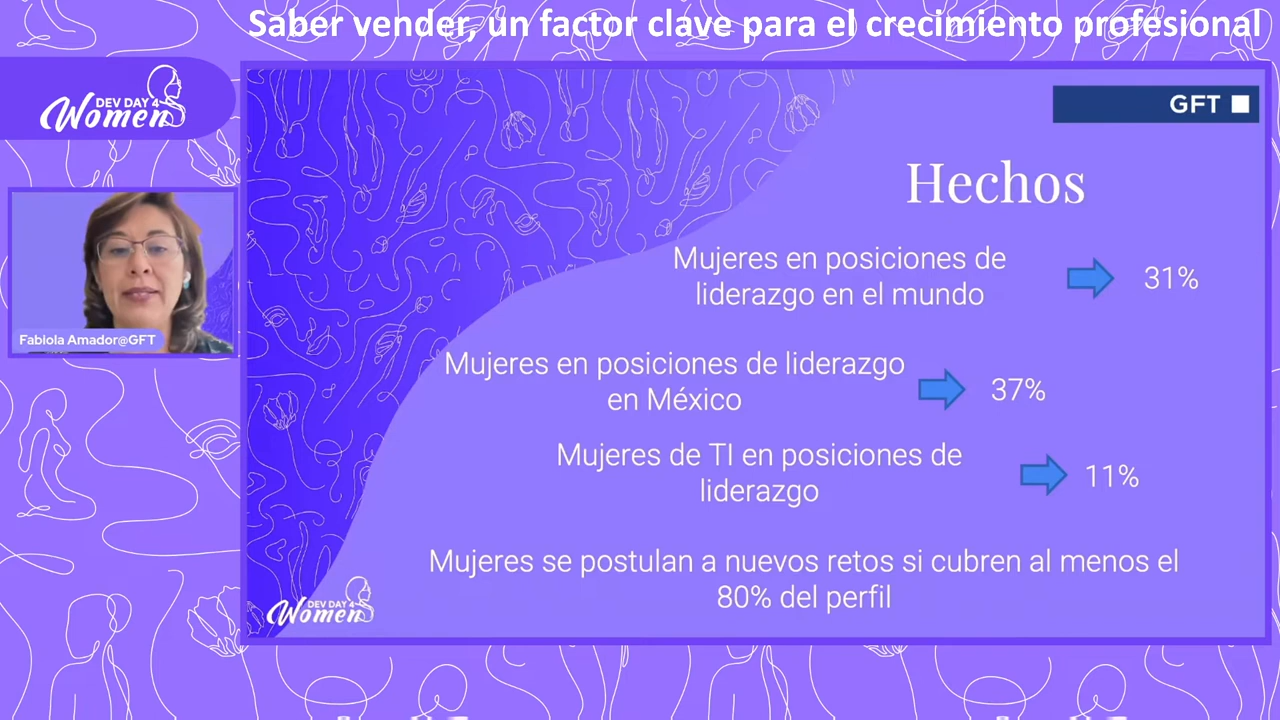 Saber vender, un factor clave para el crecimiento profesional
DEV DAY 4
Women
GFT
Hechos
Mujeres en posiciones de
liderazgo en el mundo
31%
Fabiola Amador@GFT
Mujeres en posiciones de liderazgo
en México
37%
Mujeres de TI en posiciones de
liderazgo
11%
Mujeres se postulan a nuevos retos si cubren al menos el
80% del perfil
DEV DAY 4
Women